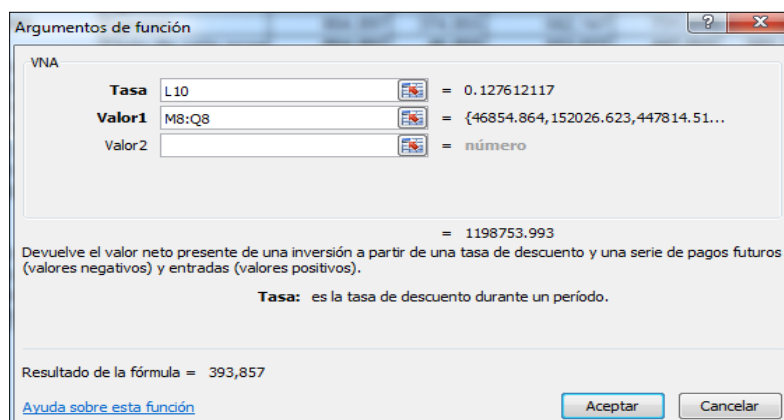 Argumentos de función
VNA
Tasa L10 = 0.127612117
Valor1 M8:Q8 = {46854.864,152026.623,447814.51...
Valor2 = número
= 1198753.993
Devuelve el valor neto presente de una inversión a partir de una tasa de descuento y una serie de pagos futuros
(valores negativos) y entradas (valores positivos).
Tasa: es la tasa de descuento durante un período.
Resultado de la fórmula = 393,857
Ayuda sobre esta función
Aceptar Cancelar